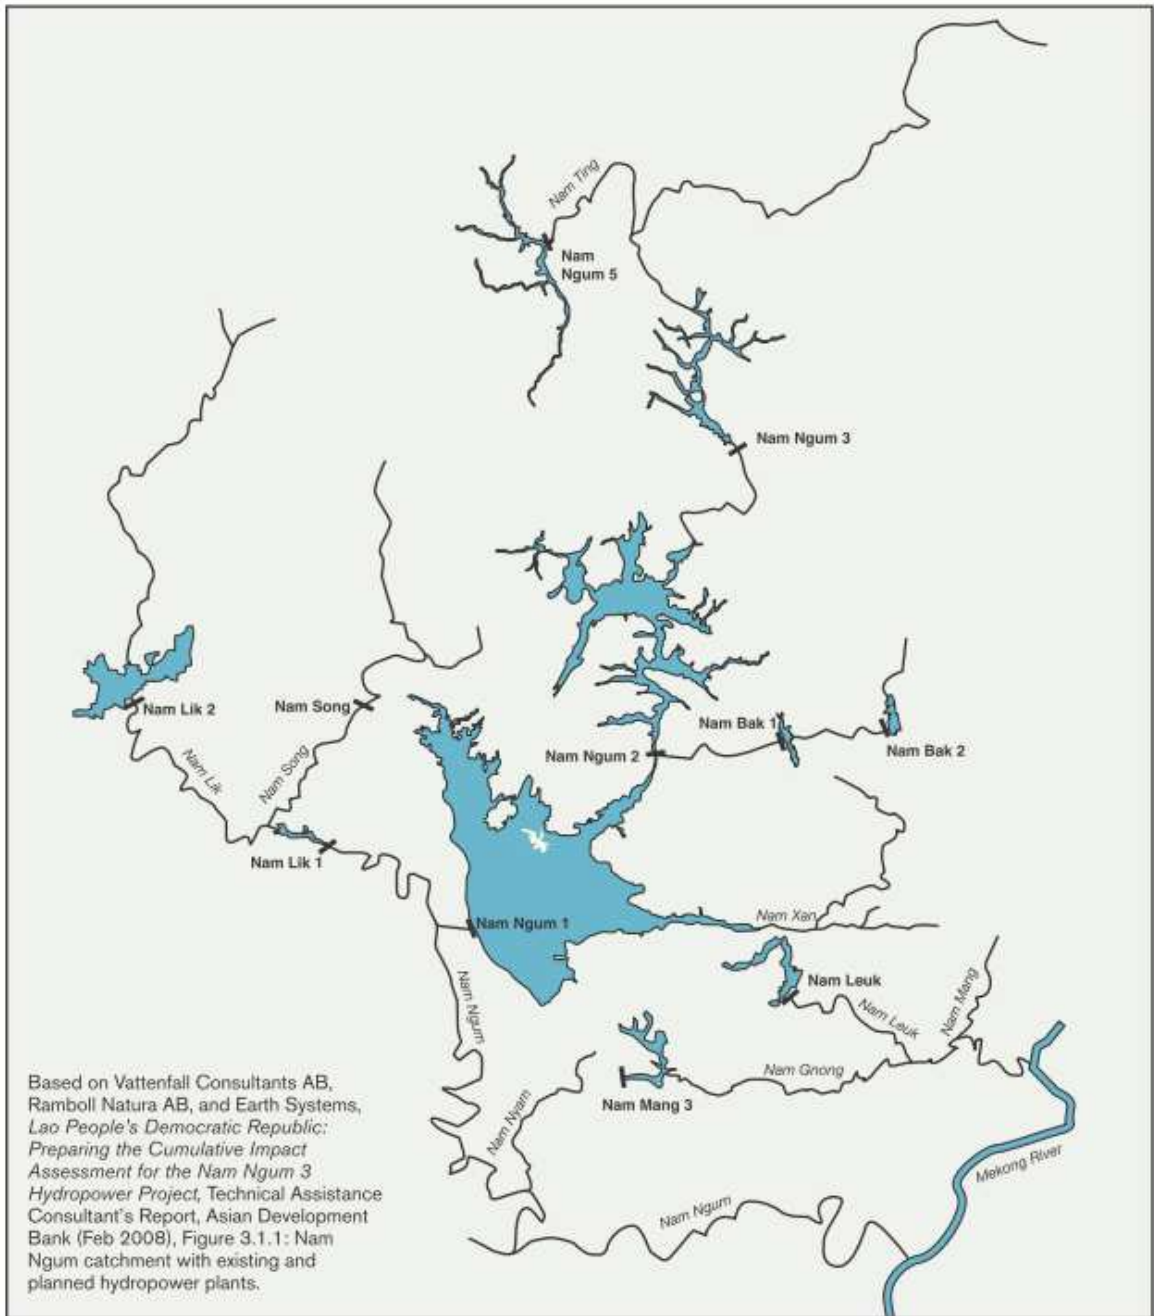 Nam Ting
Nam
Ngum 5
Nam Ngum 3
Nam Lik 2
Nam Song
Nam Bak 1
Nam Bak 2
Nam Ngum 2
Nam Lik
Nam Song
Nam Lik 1
Nam Ngum 1
Nam Xan
Nam Leuk
Nam Ngum
Nam Leuk
Nam Mang
Nam Gnong
Nam Mang 3
Nam Nyam
Mekong River
Nam Ngum
Based on Vattenfall Consultants AB,
Ramboll Natura AB, and Earth Systems,
Lao People's Democratic Republic:
Preparing the Cumulative Impact
Assessment for the Nam Ngum 3
Hydropower Project, Technical Assistance
Consultant's Report, Asian Development
Bank (Feb 2008), Figure 3.1.1: Nam
Ngum catchment with existing and
planned hydropower plants.